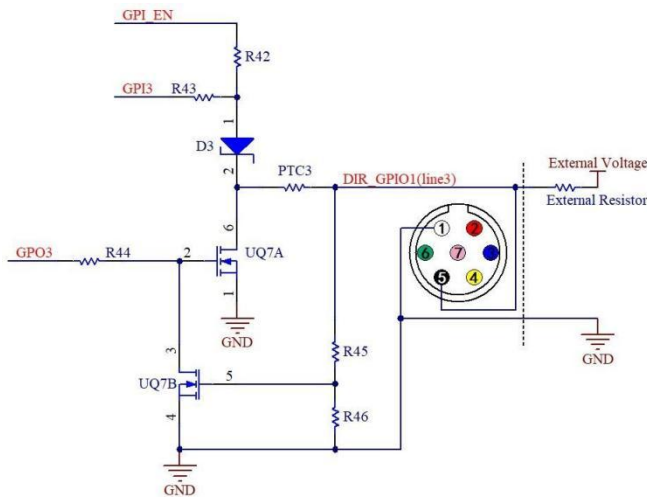 GPI_EN
R42
GPI3
R43
1
D3
2
PTC3
DIR_GPIO1(line3)
External Voltage
External Resistor
1
2
6
7
5
4
6
GPO3
R44
2
UQ7A
1
GND
GND
3
R45
UQ7B
5
4
R46
GND